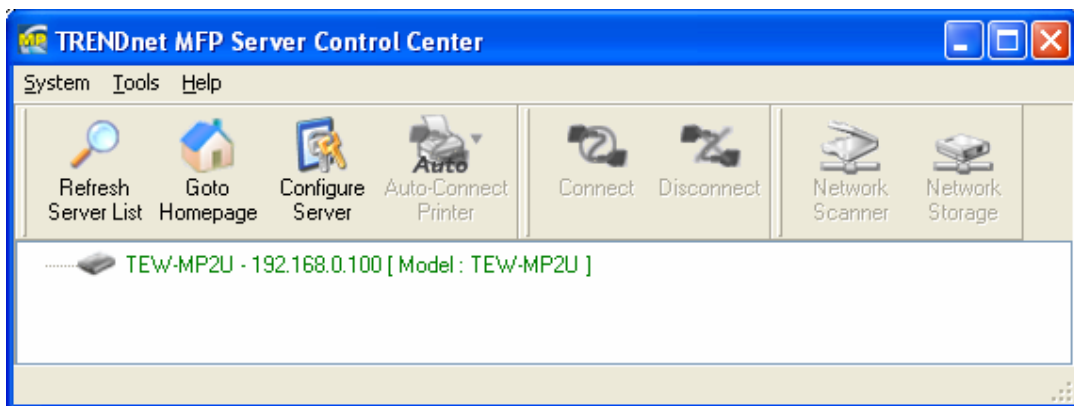 TRENDnet MFP Server Control Center
System Tools Help
Refresh Server List
Goto Homepage
Configure Server
Auto
Auto-Connect Printer
Connect
Disconnect
Network Scanner
Network Storage
TEW-MP2U - 192.168.0.100 [ Model : TEW-MP2U ]